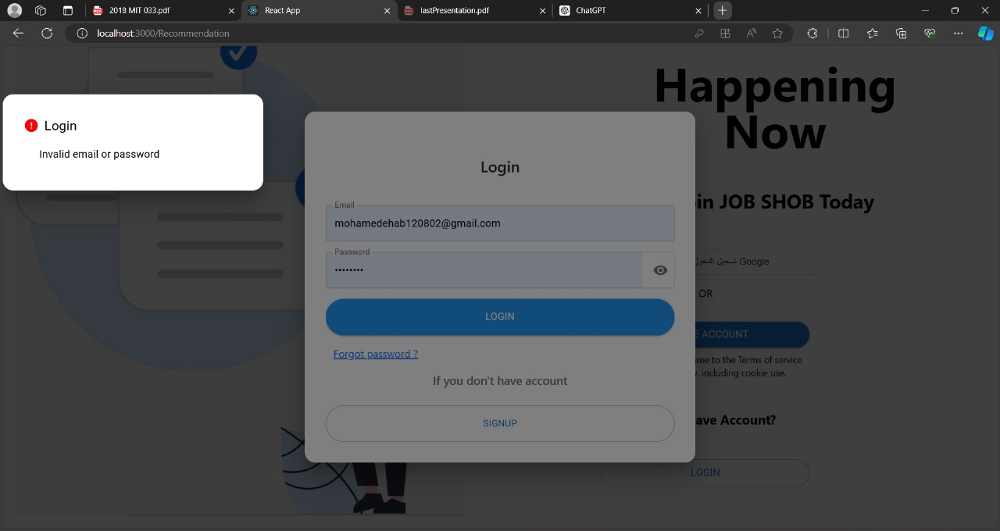 2018 MIT 033.pdf
React App
lastPresentation.pdf
ChatGPT
localhost:3000/Recommendation
Happening
Now
Login
Invalid email or password
Login
in JOB SHOB Today
Email
mohamedehab120802@gmail.com
Password
••••••••
تسجيل الدخول Google
OR
LOGIN
ACCOUNT
Forgot password ?
to the Terms of service
, including cookie use.
If you don't have account
SIGNUP
Account?
LOGIN